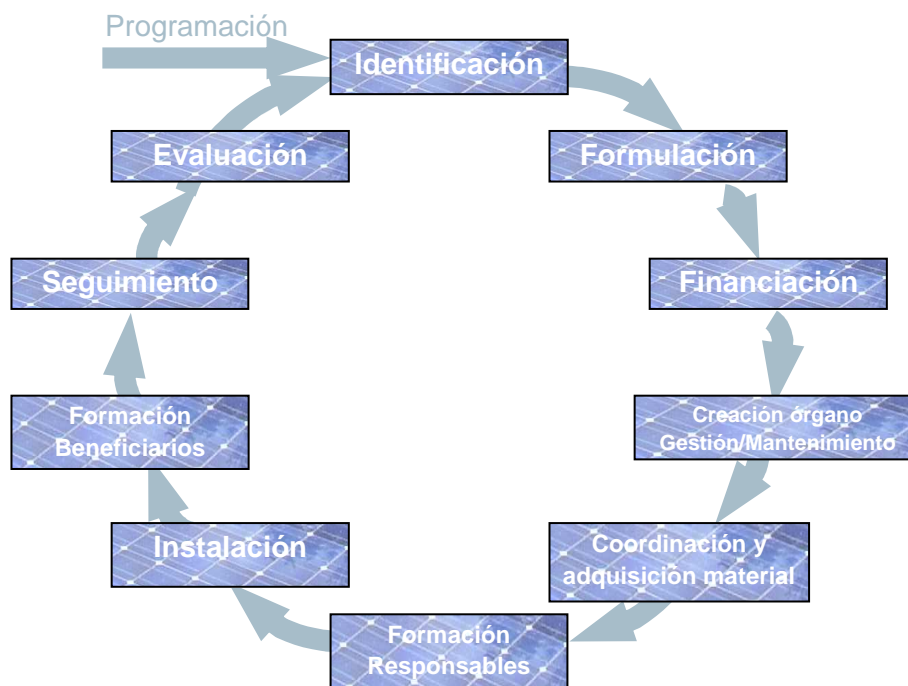 Programación
Identificación
Formulación
Financiación
Creación órgano
Gestión/Mantenimiento
Coordinación y
adquisición material
Formación
Responsables
Instalación
Formación
Beneficiarios
Seguimiento
Evaluación